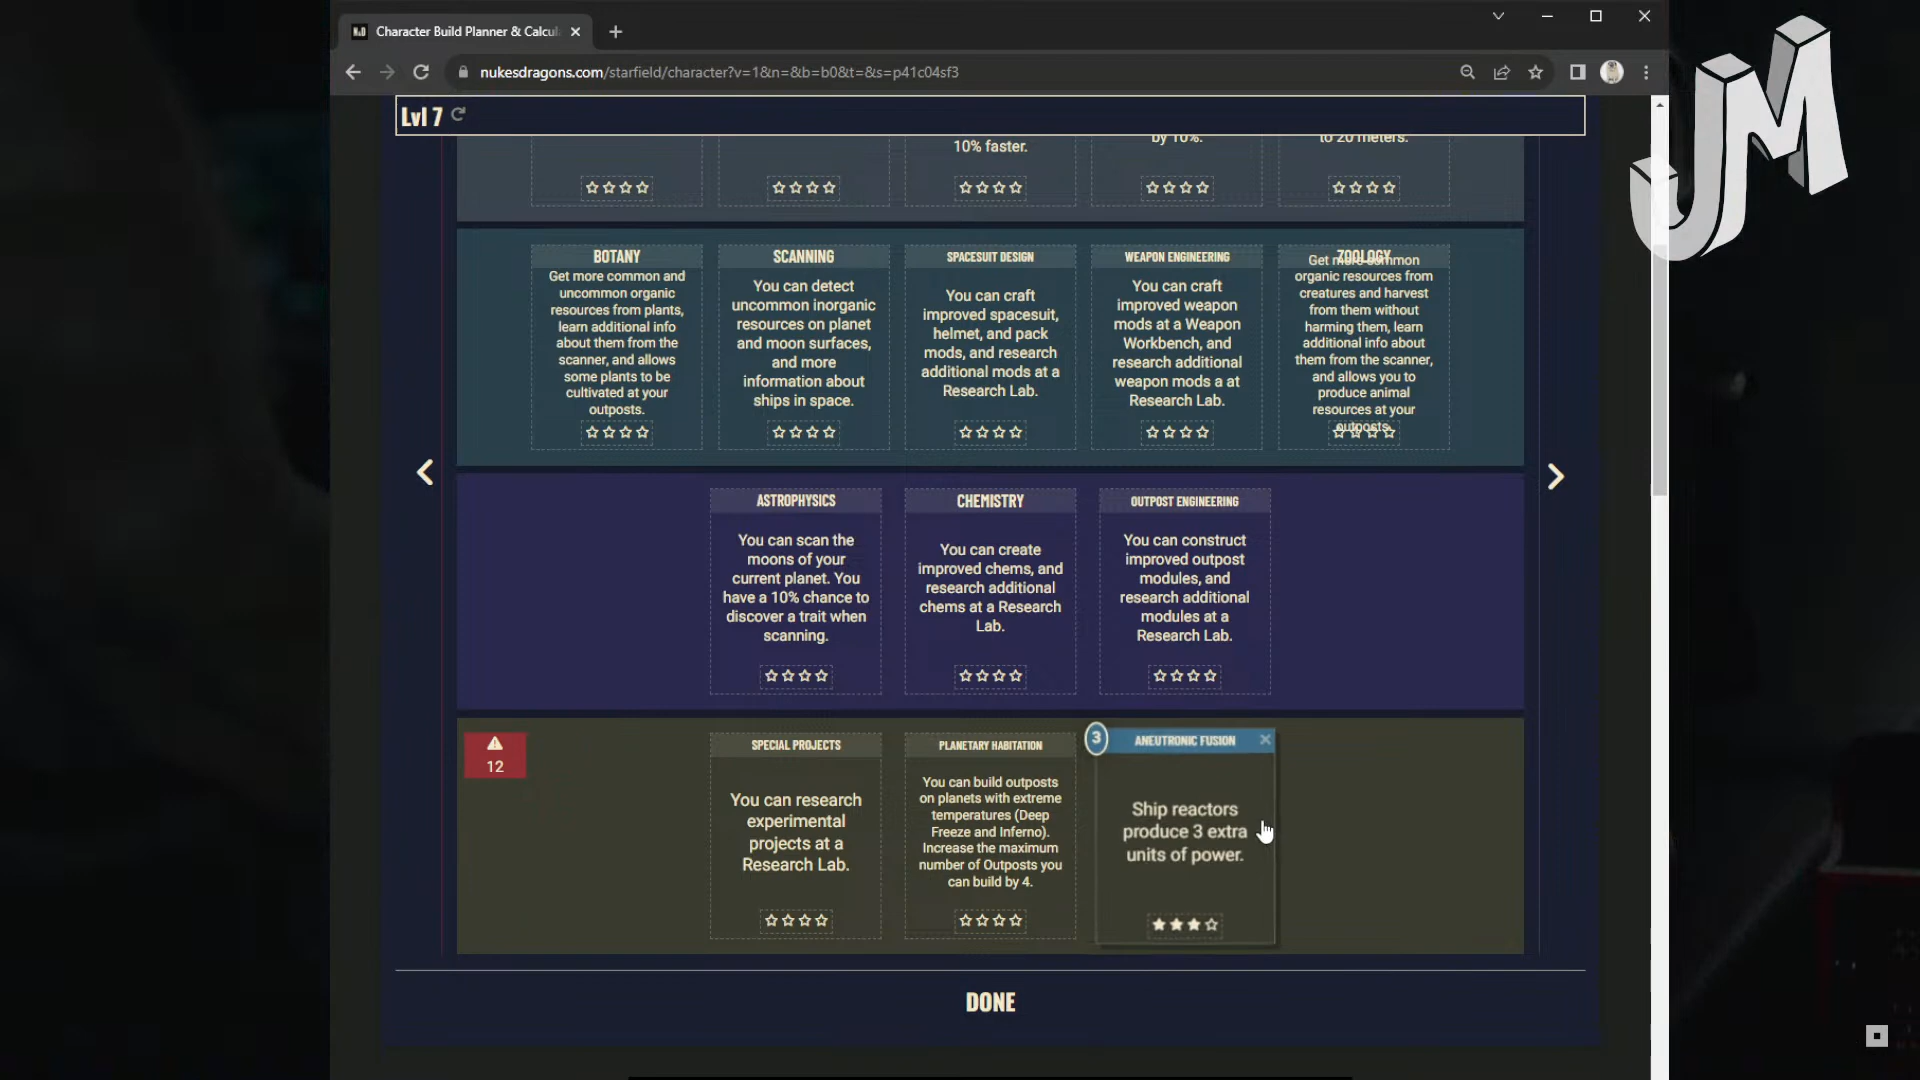 Character Build Planner & Calcul
nukesdragons.com/starfield/character?v=1&n=&b=b0&t=&s=p41c04sf3
JM
Lvl 7
10% faster.
by 10%.
to 20 meters.
BOTANY
Get more common and
uncommon organic
resources from plants,
learn additional info
about them from the
scanner, and allows
some plants to be
cultivated at your
outposts.
SCANNING
You can detect
uncommon inorganic
resources on planet
and moon surfaces,
and more
information about
ships in space.
SPACESUIT DESIGN
You can craft
improved spacesuit,
helmet, and pack
mods, and research
additional mods at a
Research Lab.
WEAPON ENGINEERING
You can craft
improved weapon
mods at a Weapon
Workbench, and
research additional
weapon mods a at
Research Lab.
ZOOLOGY
Get more common
organic resources from
creatures and harvest
from them without
harming them, learn
additional info about
them from the scanner,
and allows you to
produce animal
resources at your
outposts.
ASTROPHYSICS
You can scan the
moons of your
current planet. You
have a 10% chance to
discover a trait when
scanning.
CHEMISTRY
You can create
improved chems, and
research additional
chems at a Research
Lab.
OUTPOST ENGINEERING
You can construct
improved outpost
modules, and
research additional
modules at a
Research Lab.
12
SPECIAL PROJECTS
You can research
experimental
projects at a
Research Lab.
PLANETARY HABITATION
You can build outposts
on planets with extreme
temperatures (Deep
Freeze and Inferno).
Increase the maximum
number of Outposts you
can build by 4.
3
ANEUTRONIC FUSION
Ship reactors
produce 3 extra
units of power.
DONE